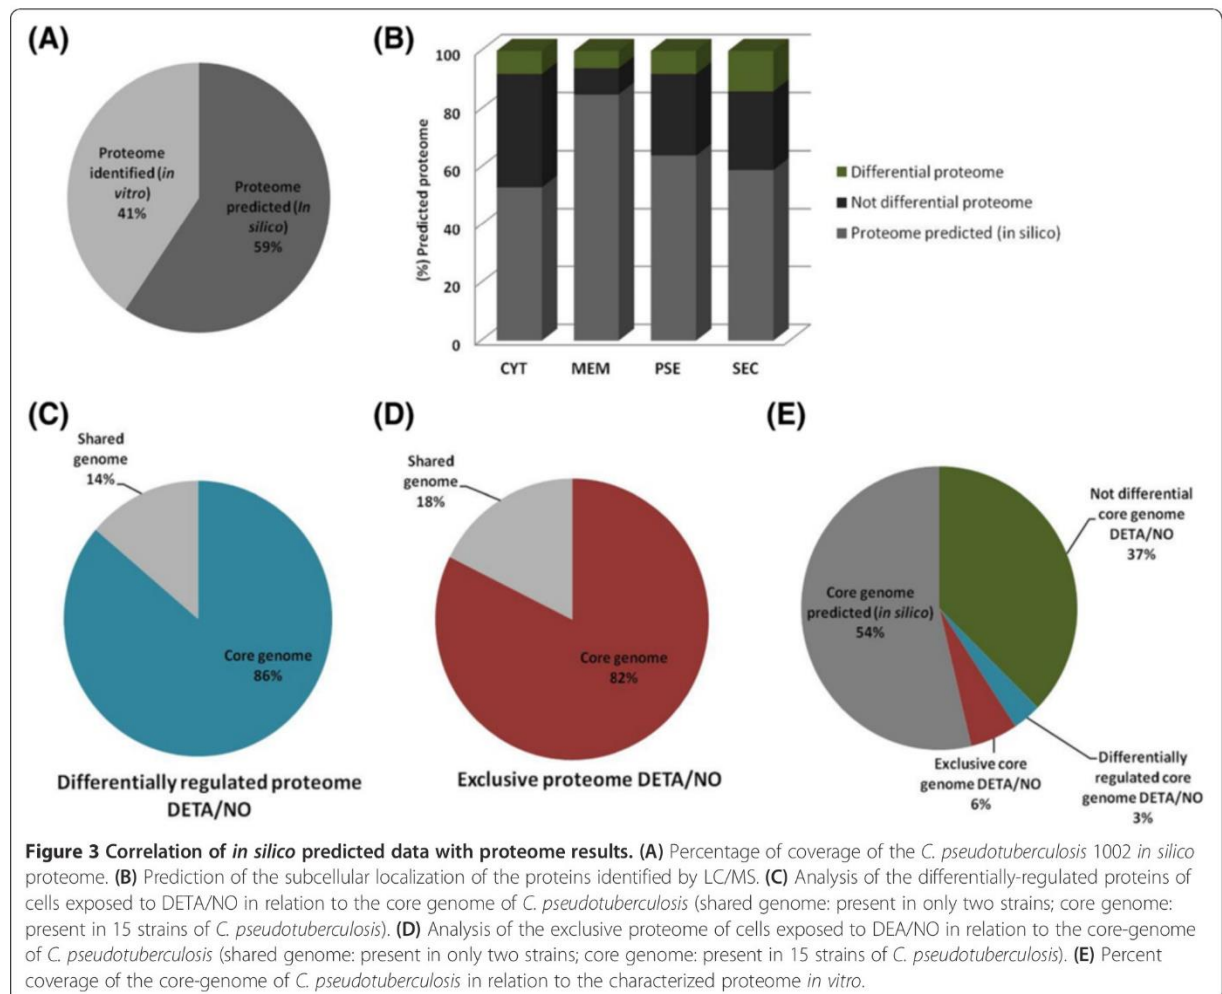 (A)
Proteome
identified (in
vitro)
41%
Proteome
predicted (In
silico)
59%
(B)
(%) Predicted proteome
100
80
60
40
20
0
CYT MEM PSE SEC
Differential proteome
Not differential proteome
Proteome predicted (in silico)
(C)
Shared
genome
14%
Core genome
86%
Differentially regulated proteome
DETA/NO
(D)
Shared
genome
18%
Core genome
82%
Exclusive proteome DETA/NO
(E)
Not differential
core genome
DETA/NO
37%
Core genome
predicted (in silico)
54%
Exclusive core
genome DETA/NO
6%
Differentially
regulated core
genome DETA/NO
3%
Figure 3 Correlation of in silico predicted data with proteome results. (A) Percentage of coverage of the C. pseudotuberculosis 1002 in silico
proteome. (B) Prediction of the subcellular localization of the proteins identified by LC/MS. (C) Analysis of the differentially-regulated proteins of
cells exposed to DETA/NO in relation to the core genome of C. pseudotuberculosis (shared genome: present in only two strains; core genome:
present in 15 strains of C. pseudotuberculosis). (D) Analysis of the exclusive proteome of cells exposed to DEA/NO in relation to the core-genome
of C. pseudotuberculosis (shared genome: present in only two strains; core genome: present in 15 strains of C. pseudotuberculosis). (E) Percent
coverage of the core-genome of C. pseudotuberculosis in relation to the characterized proteome in vitro.